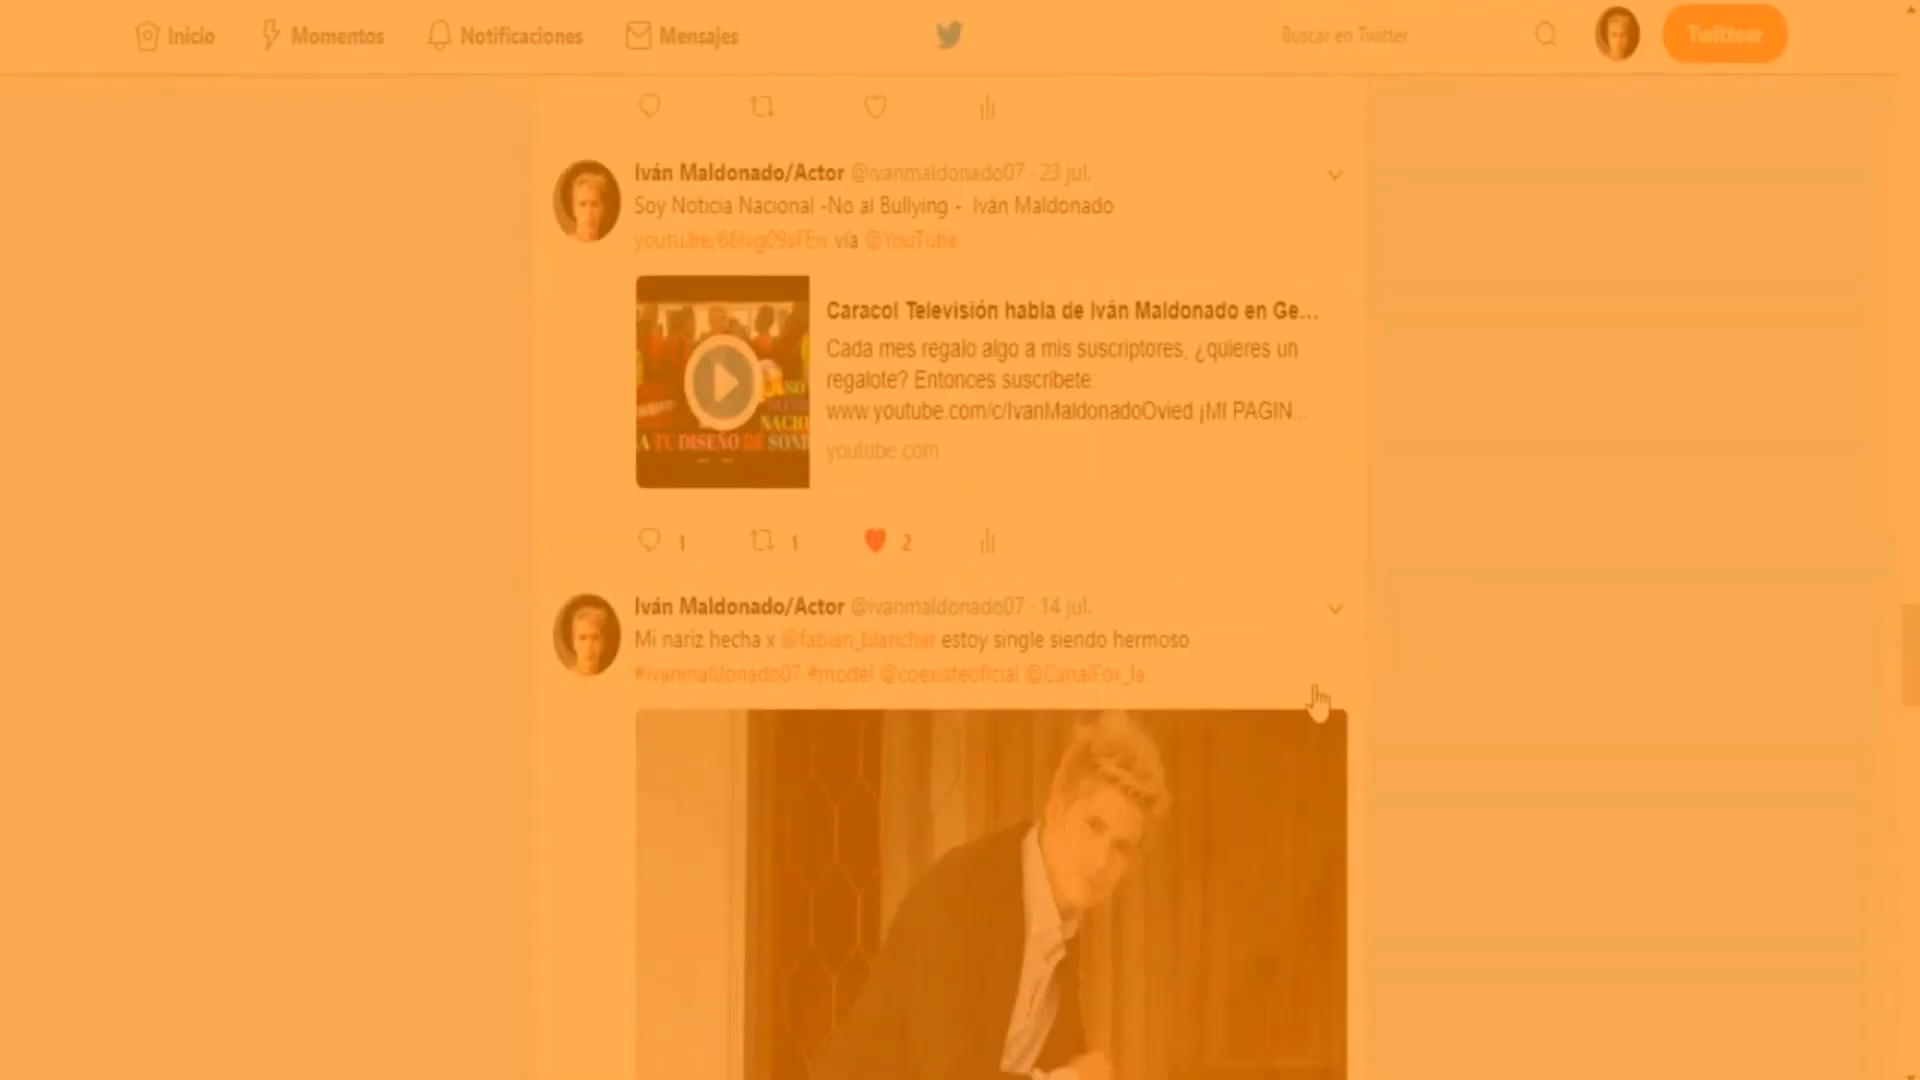 Inicio
Momentos
Notificaciones
Mensajes
Buscar en Twitter
Twittear
Iván Maldonado/Actor @ivanmaldonado07 · 23 jul.
Soy Noticia Nacional -No al Bullying - Iván Maldonado
vía @YouTube
Caracol Televisión habla de Iván Maldonado en Ge...
Cada mes regalo algo a mis suscriptores, ¿quieres un
regalote? Entonces suscríbete:
www.youtube.com/c/IvanMaldonadoOvied ¡MI PAGIN...
youtube.com
A TU DISEÑO DE
1
1
2
Iván Maldonado/Actor @ivanmaldonado07 · 14 jul.
Mi nariz hecha x @fabian_blanchar estoy single siendo hermoso
#ivanmaldonado07 #model @coexisteoficial @CanalFox_la